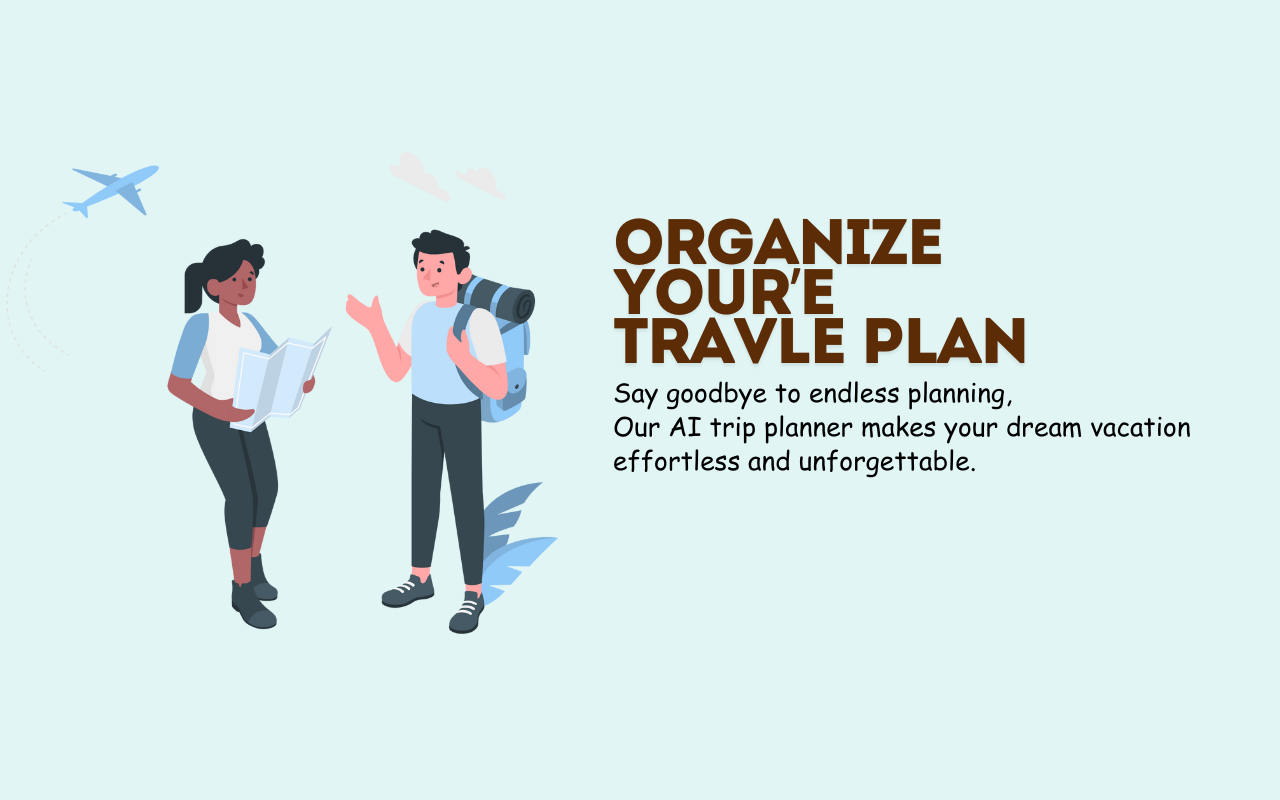 ORGANIZE
YOUR'E
TRAVLE PLAN
Say goodbye to endless planning,
Our AI trip planner makes your dream vacation
effortless and unforgettable.